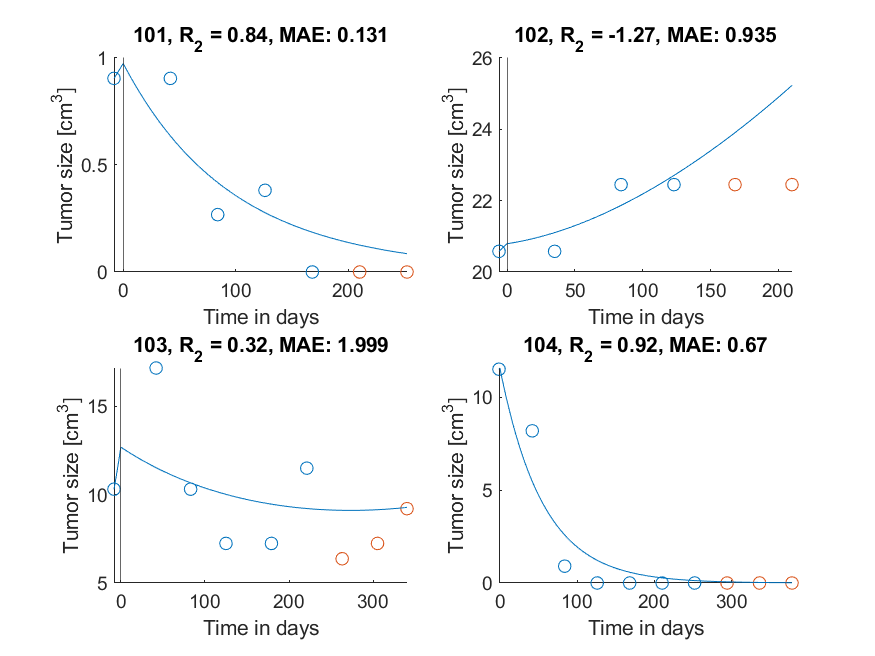 101, R2 = 0.84, MAE: 0.131
Tumor size [cm3]
1
0.5
0
0 100 200
Time in days
102, R2 = -1.27, MAE: 0.935
Tumor size [cm3]
26
24
22
20
0 50 100 150 200
Time in days
103, R2 = 0.32, MAE: 1.999
Tumor size [cm3]
15
10
5
0 100 200 300
Time in days
104, R2 = 0.92, MAE: 0.67
Tumor size [cm3]
10
5
0
0 100 200 300
Time in days